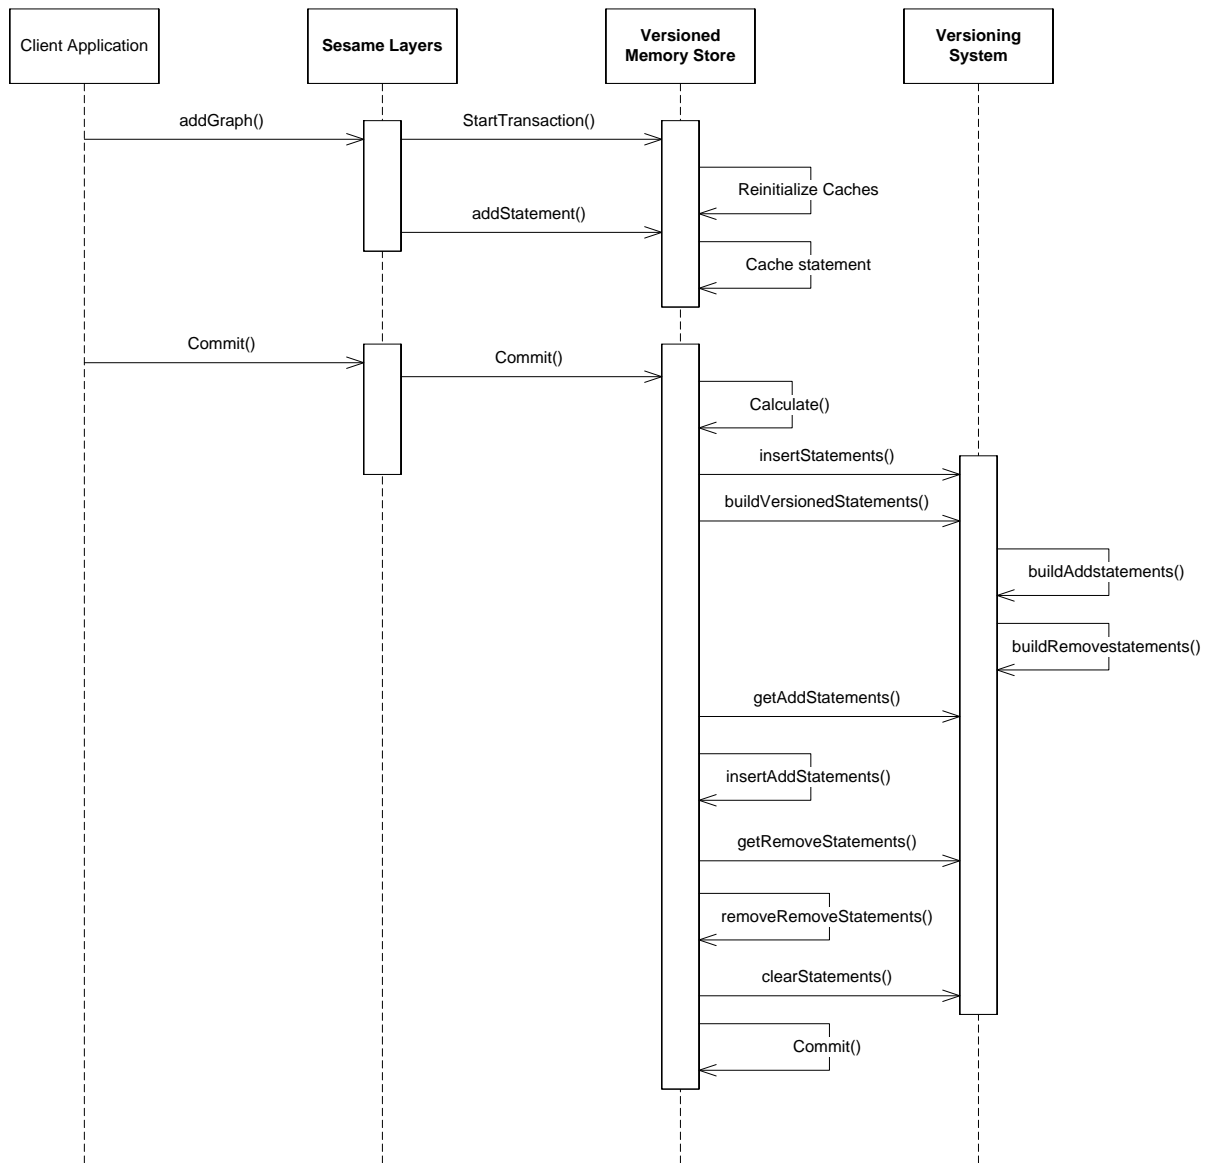 Client Application
Sesame Layers
Versioned
Memory Store
Versioning
System
addGraph()
StartTransaction()
Reinitialize Caches
addStatement()
Cache statement
Commit()
Commit()
Calculate()
insertStatements()
buildVersionedStatements()
buildAddstatements()
buildRemovestatements()
getAddStatements()
insertAddStatements()
getRemoveStatements()
removeRemoveStatements()
clearStatements()
Commit()